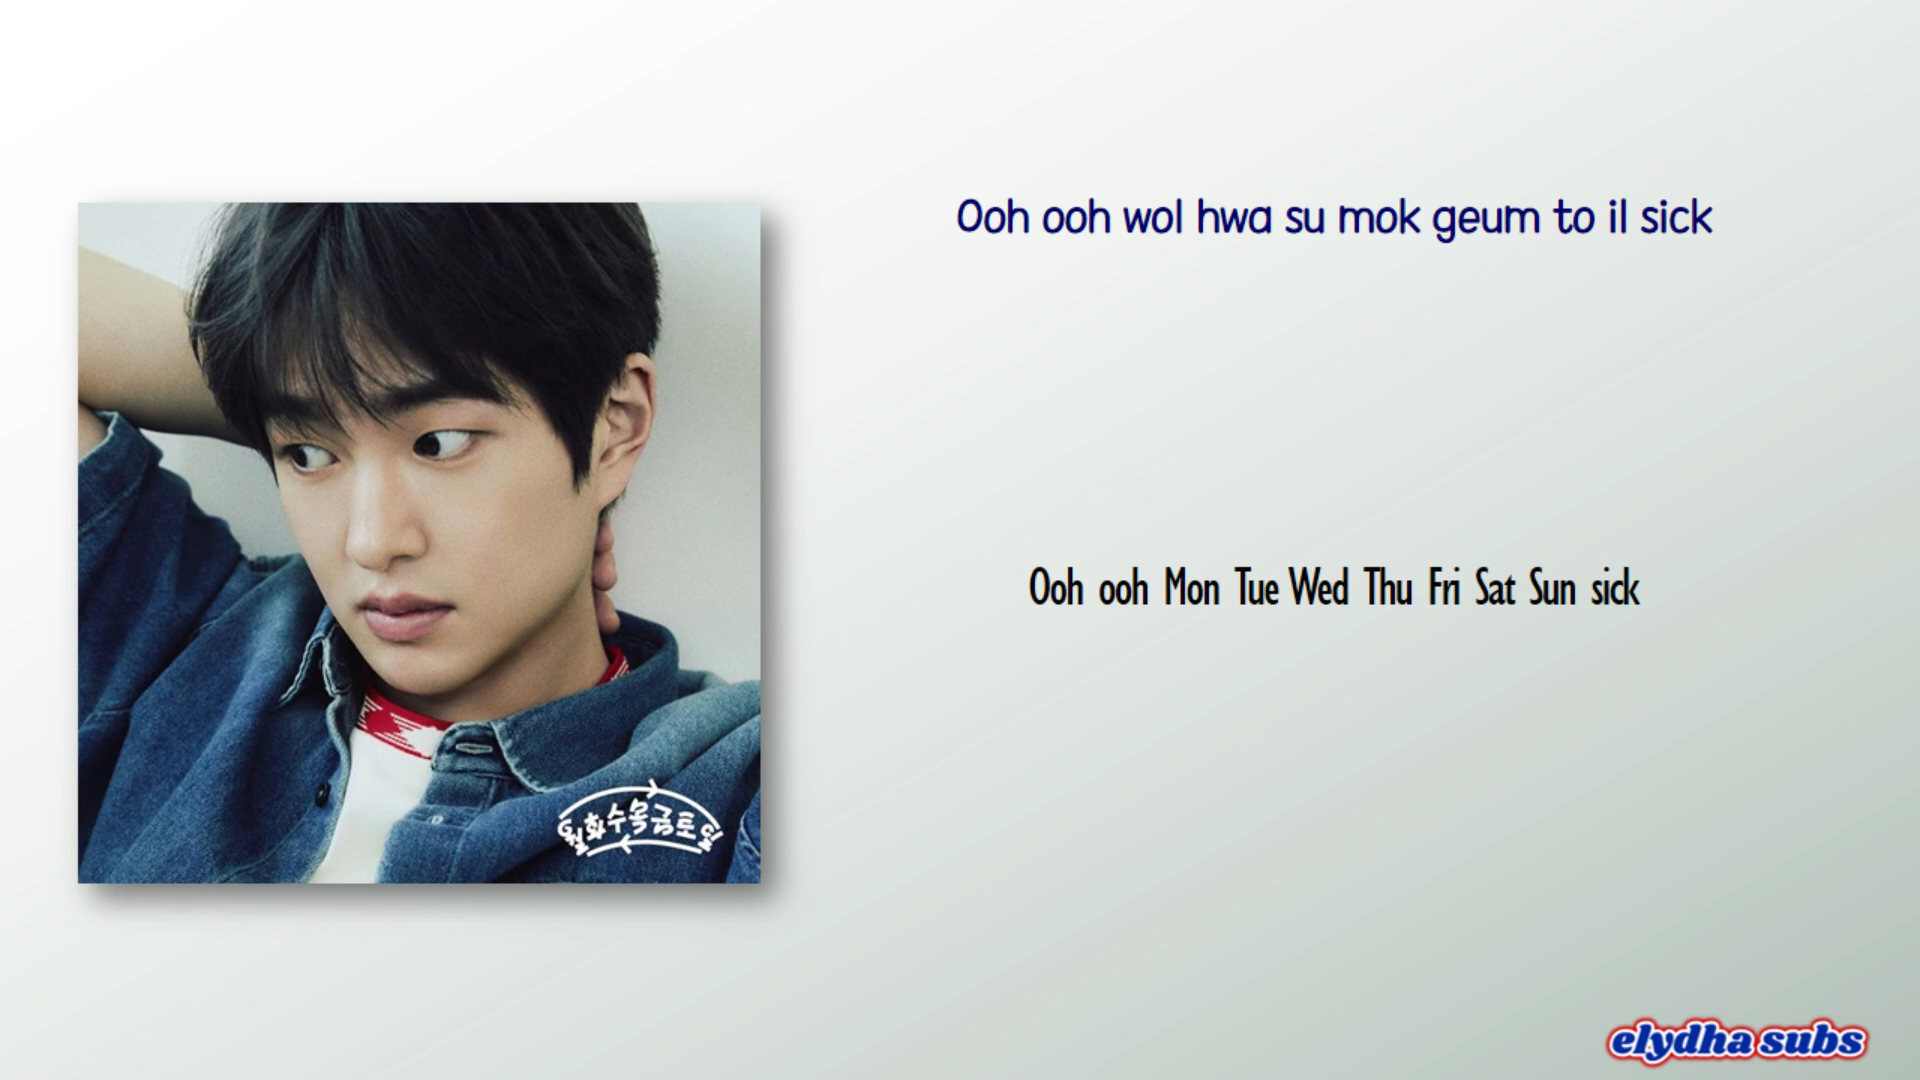 Ooh ooh wol hwa su mok geum to il sick
Ooh ooh Mon Tue Wed Thu Fri Sat Sun sick
월화수목금토일
elydha subs